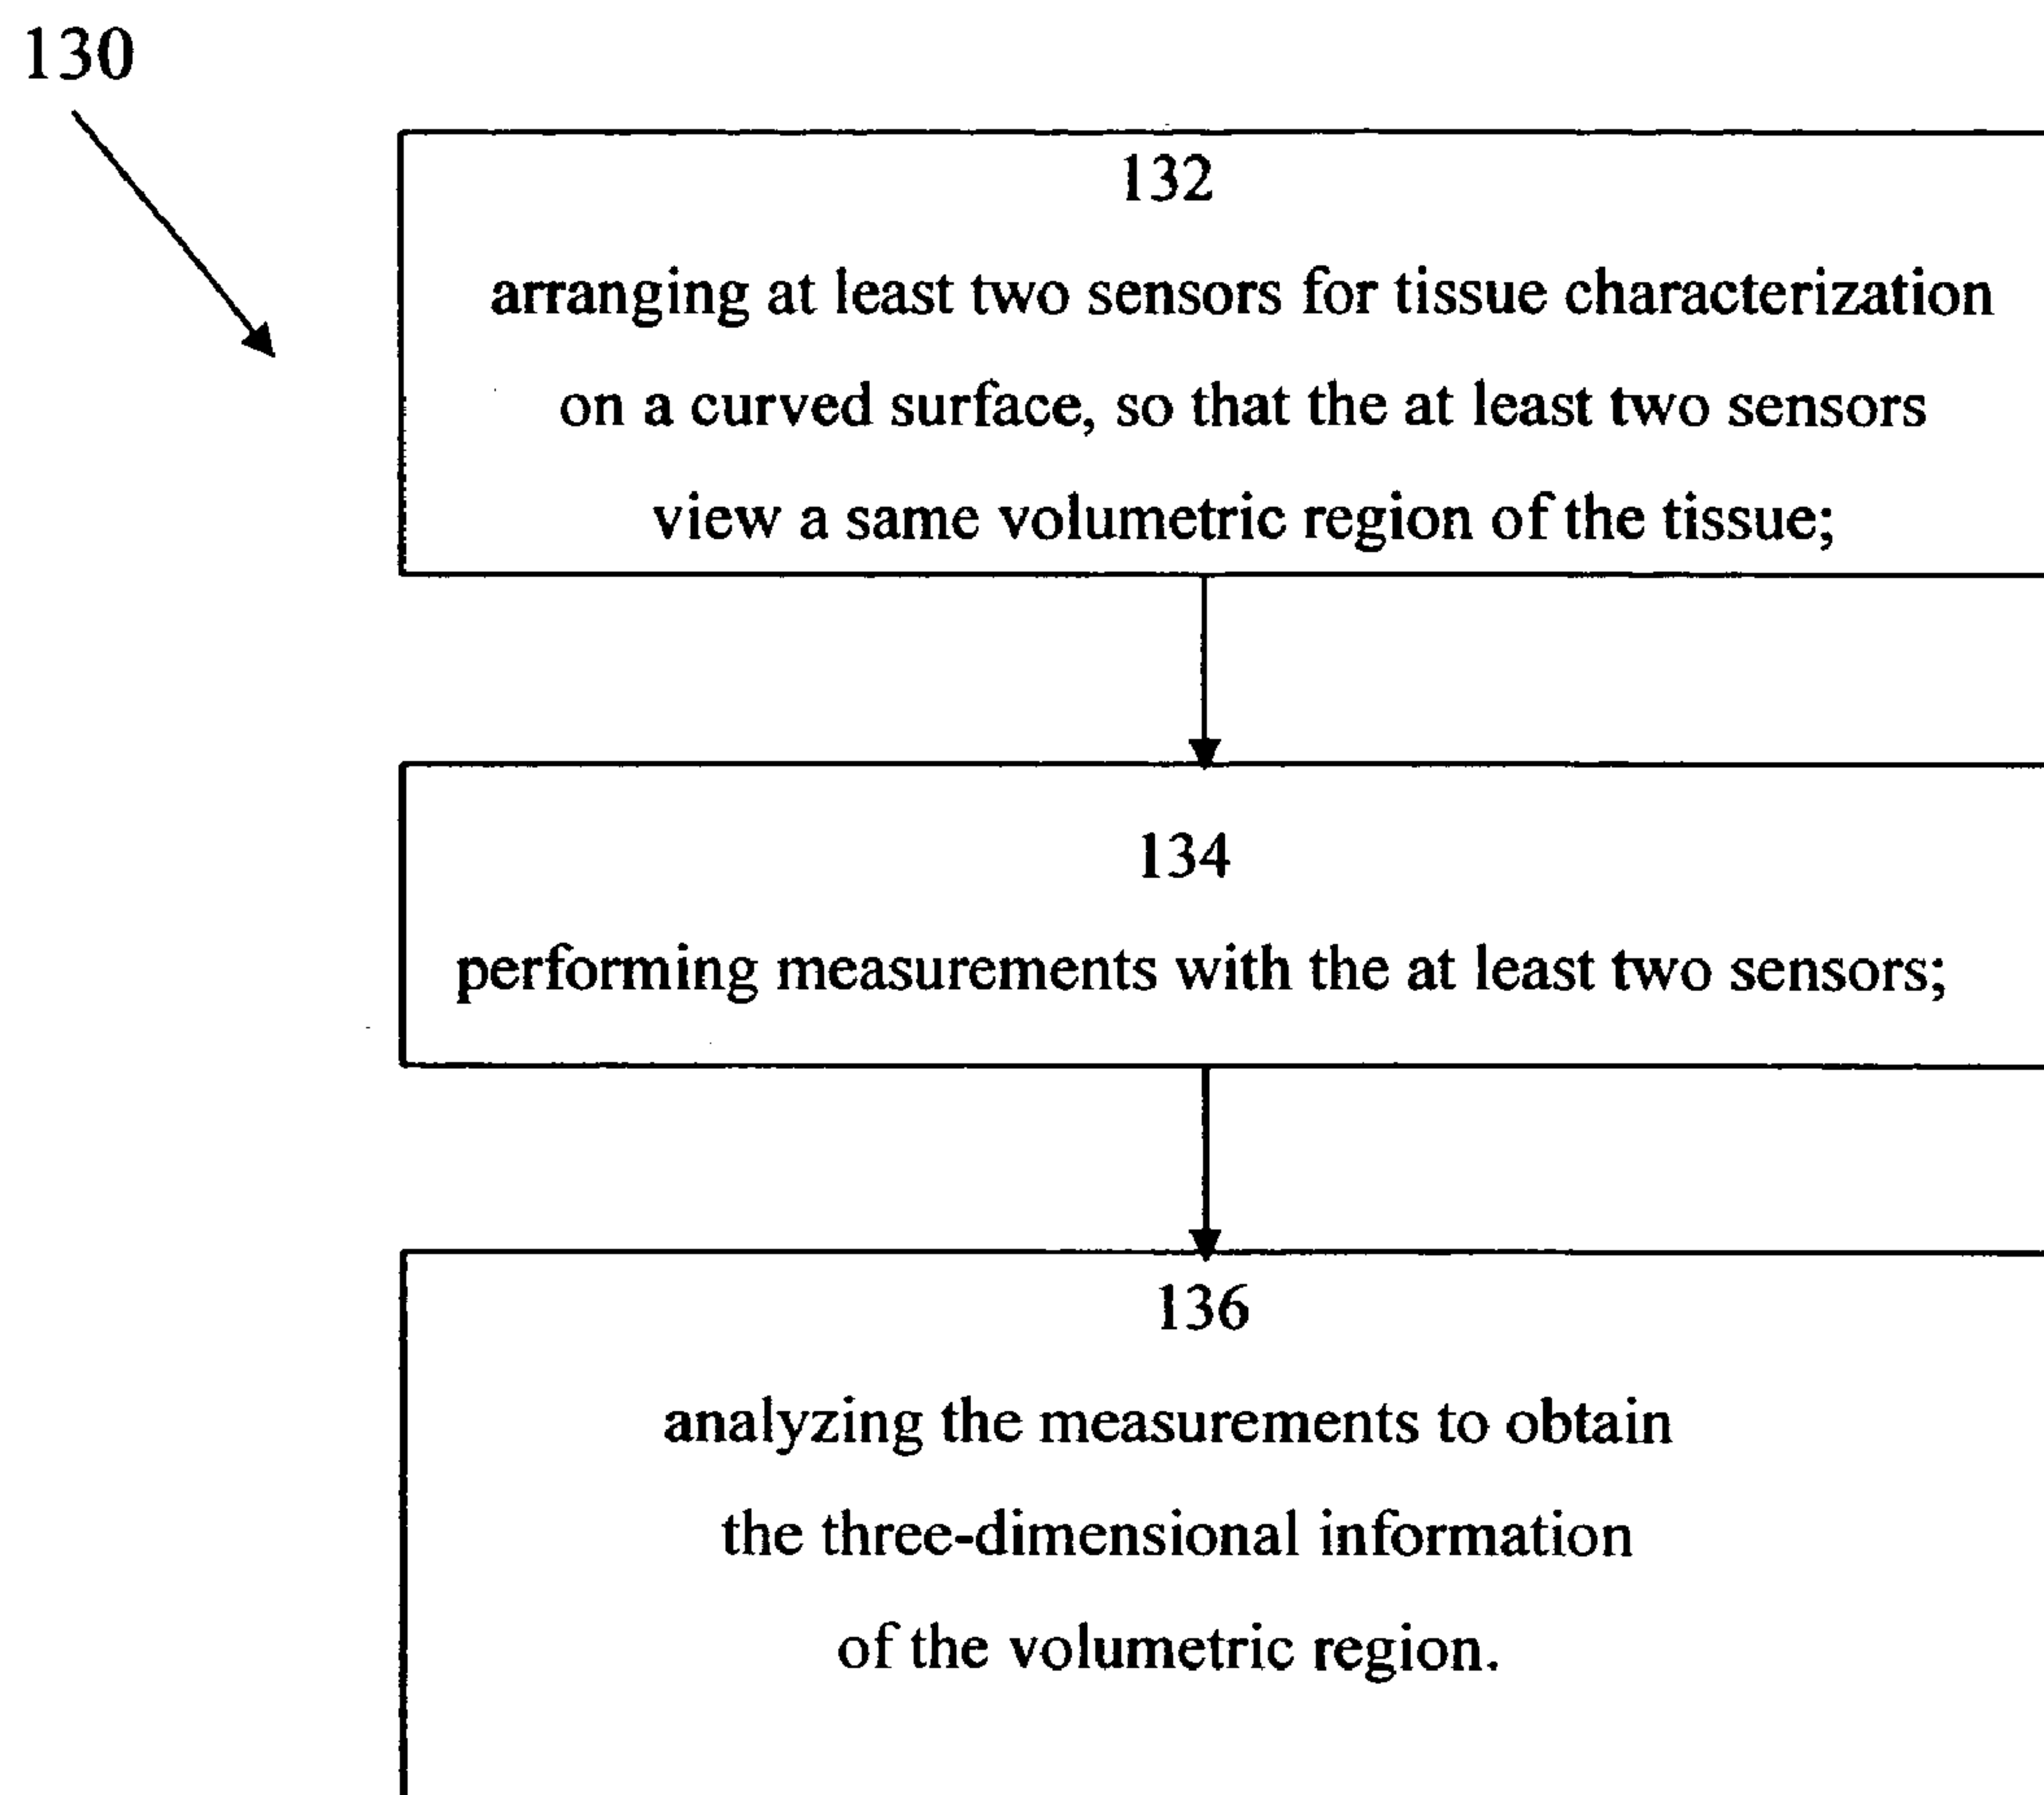 130
132
arranging at least two sensors for tissue characterization
on a curved surface, so that the at least two sensors
view a same volumetric region of the tissue;
134
performing measurements with the at least two sensors;
136
analyzing the measurements to obtain
the three-dimensional information
of the volumetric region.